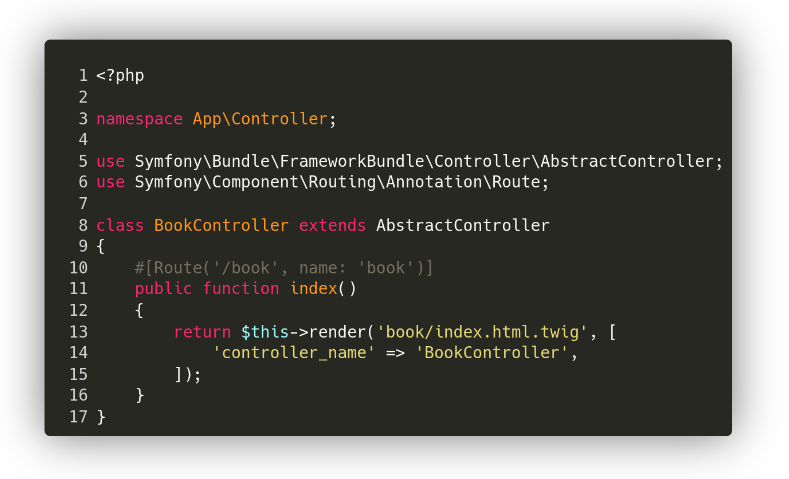 1 <?php
2
3 namespace App\Controller;
4
5 use Symfony\Bundle\FrameworkBundle\Controller\AbstractController;
6 use Symfony\Component\Routing\Annotation\Route;
7
8 class BookController extends AbstractController
9 {
10     #[Route('/book', name: 'book')]
11     public function index()
12     {
13         return $this->render('book/index.html.twig', [
14             'controller_name' => 'BookController',
15         ]);
16     }
17 }